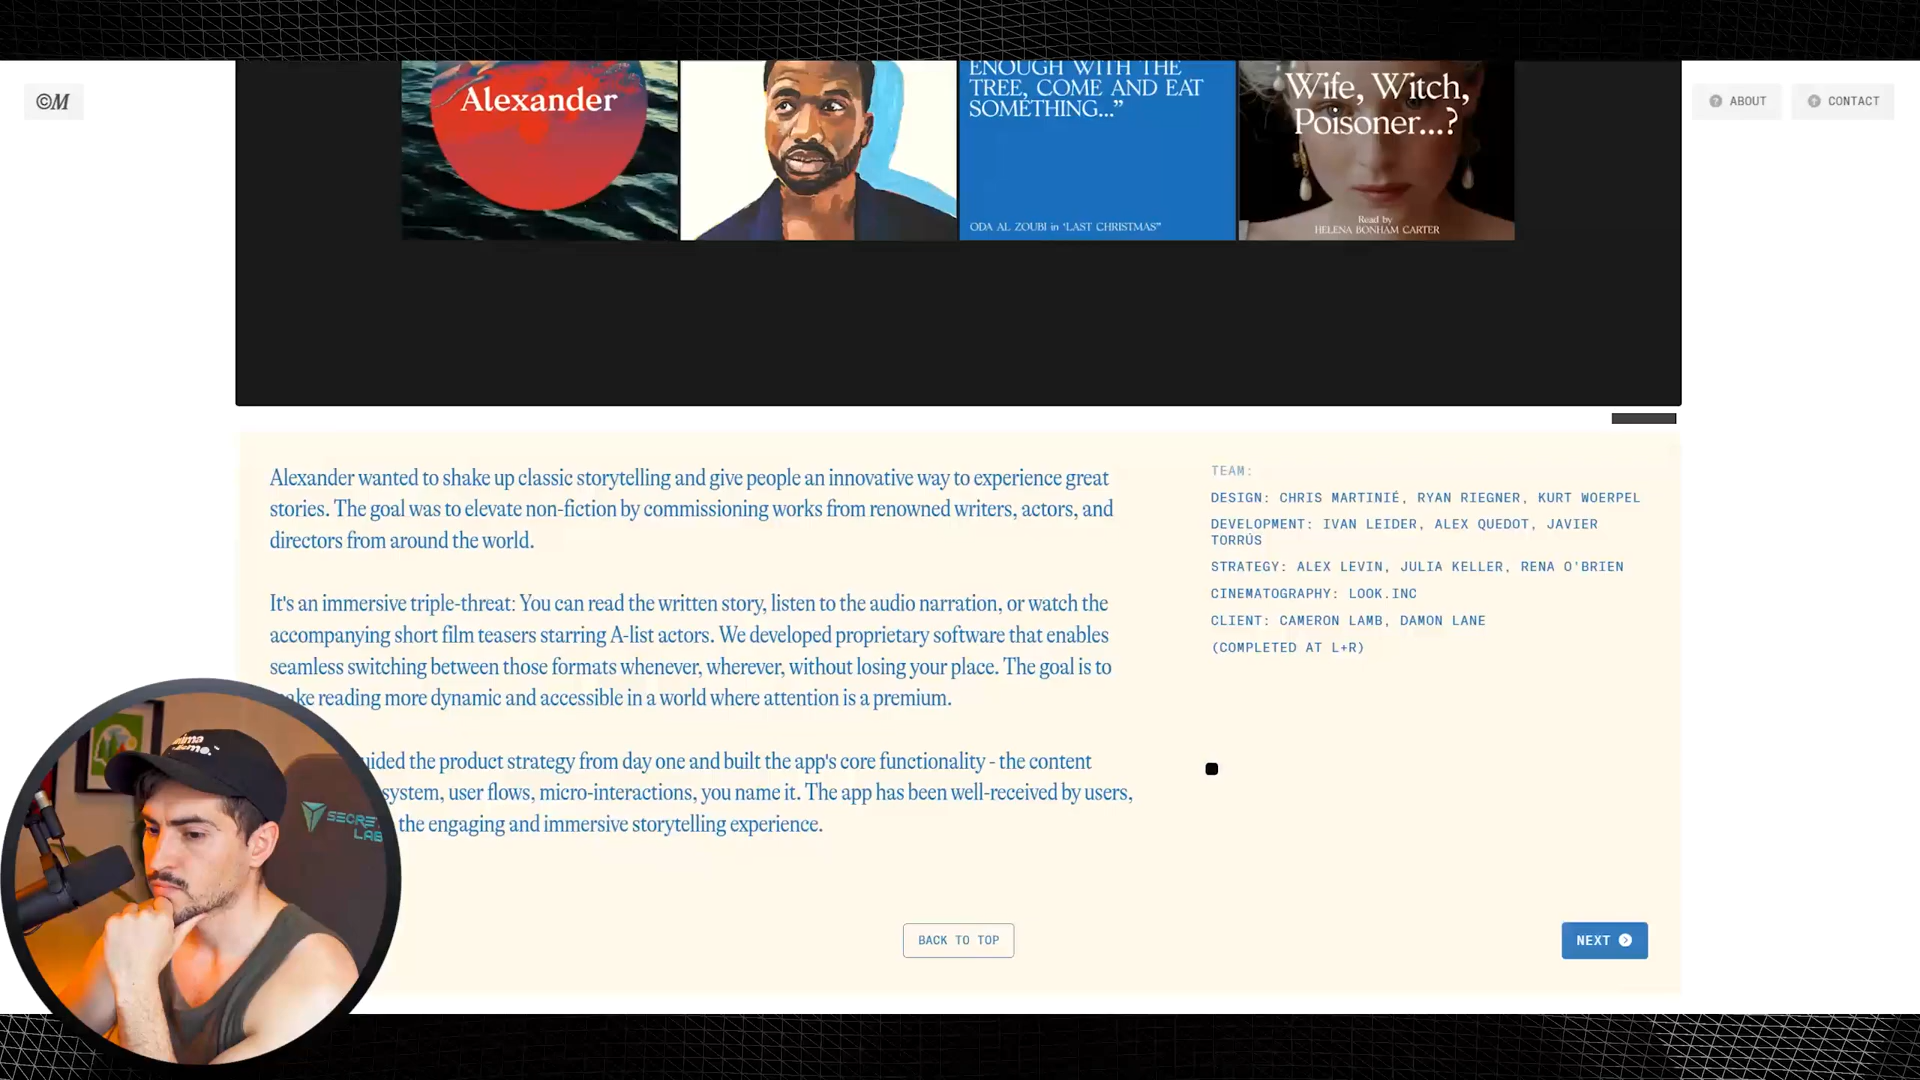 ©M
ABOUT
CONTACT
Alexander
ENOUGH WITH THE
TREE, COME AND EAT
SOMETHING...”
ODA AL ZOUBI in ‘LAST CHRISTMAS”
Wife, Witch,
Poisoner...?
Read by
HELENA BONHAM CARTER
Alexander wanted to shake up classic storytelling and give people an innovative way to experience great
stories. The goal was to elevate non-fiction by commissioning works from renowned writers, actors, and
directors from around the world.
It's an immersive triple-threat: You can read the written story, listen to the audio narration, or watch the
accompanying short film teasers starring A-list actors. We developed proprietary software that enables
seamless switching between those formats whenever, wherever, without losing your place. The goal is to
reading more dynamic and accessible in a world where attention is a premium.
the product strategy from day one and built the app's core functionality - the content
system, user flows, micro-interactions, you name it. The app has been well-received by users,
the engaging and immersive storytelling experience.
TEAM:
DESIGN: CHRIS MARTINIÉ, RYAN RIEGNER, KURT WOERPEL
DEVELOPMENT: IVAN LEIDER, ALEX QUEDOT, JAVIER
TORRÚS
STRATEGY: ALEX LEVIN, JULIA KELLER, RENA O'BRIEN
CINEMATOGRAPHY: LOOK.INC
CLIENT: CAMERON LAMB, DAMON LANE
(COMPLETED AT L+R)
BACK TO TOP
NEXT